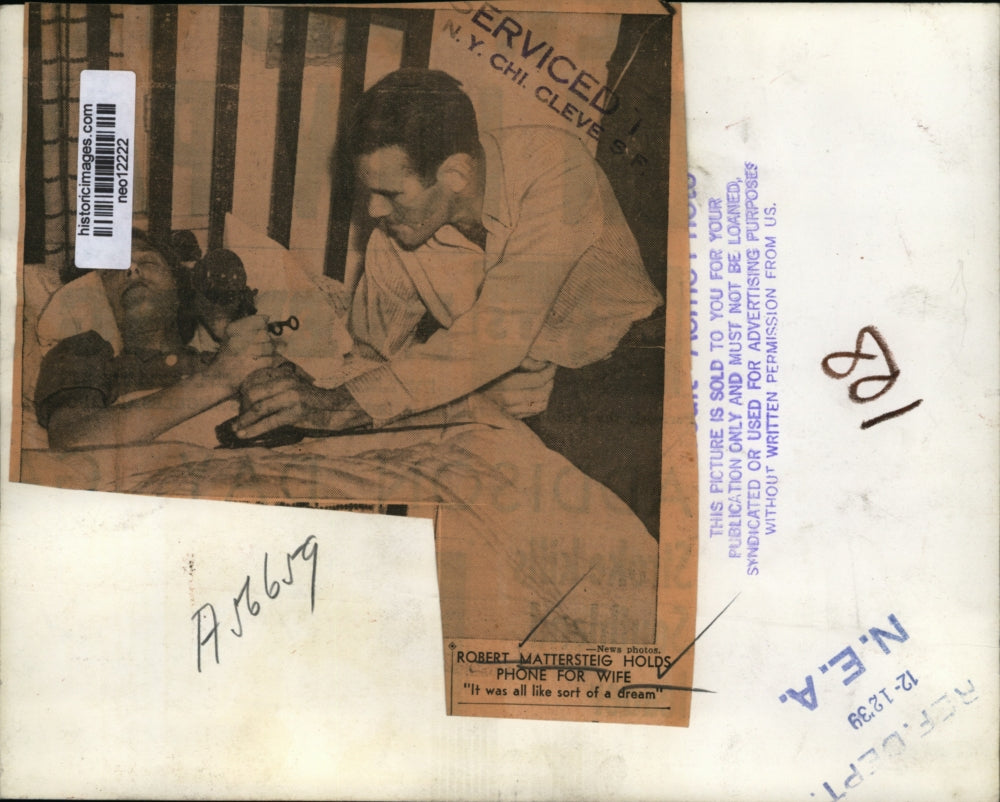 SERVICED
N. Y. CHI. CLEVE S F
historicimages.com
neo12222
THIS PICTURE IS SOLD TO YOU FOR YOUR
PUBLICATION ONLY AND MUST NOT BE LOANED,
SYNDICATED OR USED FOR ADVERTISING PURPOSES
WITHOUT WRITTEN PERMISSION FROM US.
A56659
—News photos.
ROBERT MATTERSTEIG HOLDS
PHONE FOR WIFE
"It was all like sort of a dream"
N.E.A.
12-12'39
REF. DEPT.